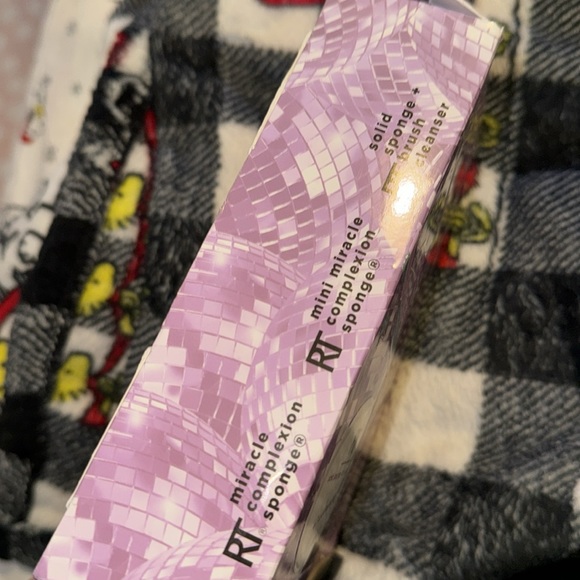 RT miracle
complexion
sponge®
RT mini miracle
complexion
sponge®
solid
sponge +
brush
cleanser